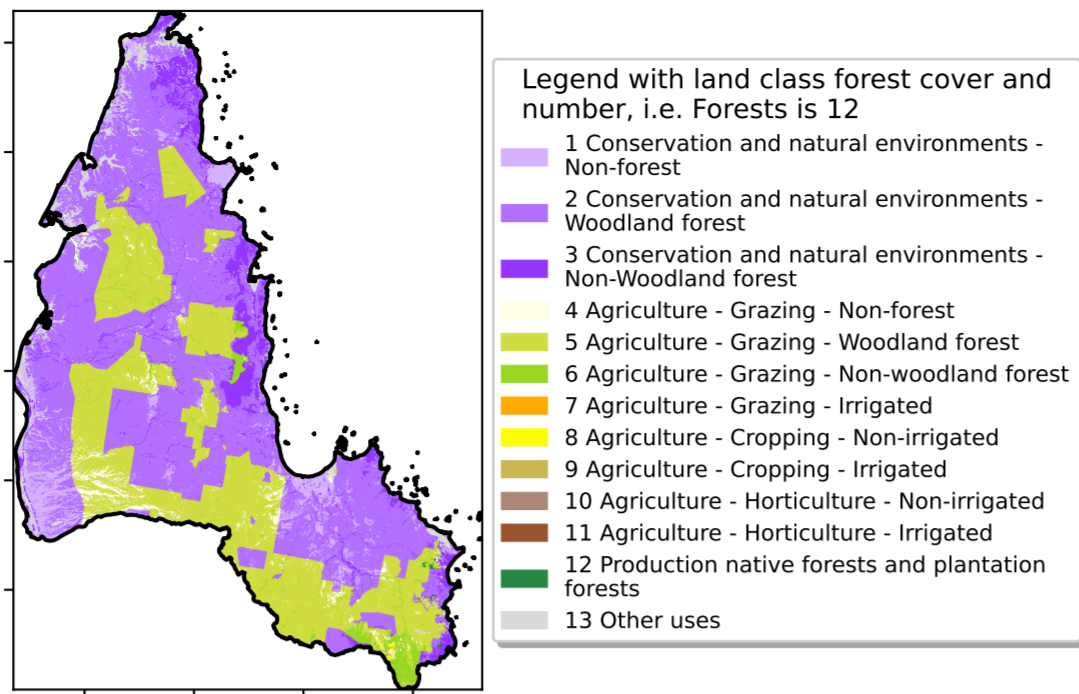 Legend with land class forest cover and
number, i.e. Forests is 12
1 Conservation and natural environments -
Non-forest
2 Conservation and natural environments -
Woodland forest
3 Conservation and natural environments -
Non-Woodland forest
4 Agriculture - Grazing - Non-forest
5 Agriculture - Grazing - Woodland forest
6 Agriculture - Grazing - Non-woodland forest
7 Agriculture - Grazing - Irrigated
8 Agriculture - Cropping - Non-irrigated
9 Agriculture - Cropping - Irrigated
10 Agriculture - Horticulture - Non-irrigated
11 Agriculture - Horticulture - Irrigated
12 Production native forests and plantation
forests
13 Other uses